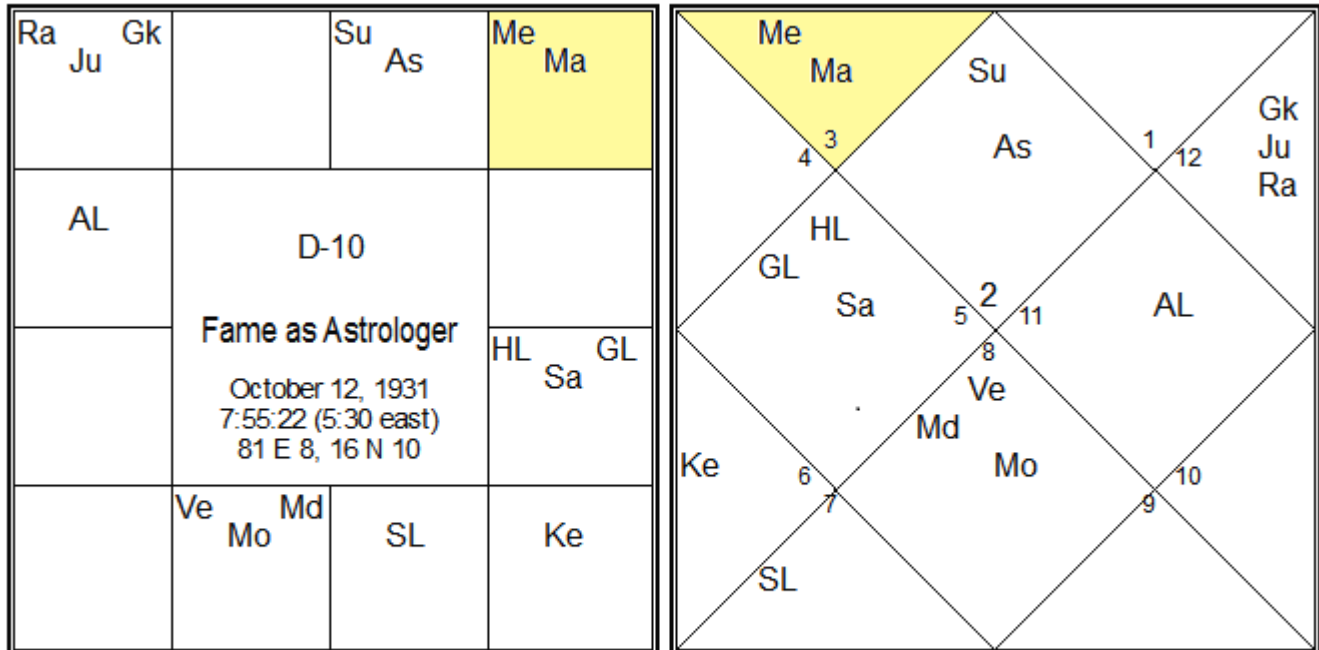 Ra Gk
Ju
Su
As
Me
Ma
AL
D-10
Fame as Astrologer
October 12, 1931
7:55:22 (5:30 east)
81 E 8, 16 N 10
HL GL
Sa
Ve Md
Mo
SL
Ke
Me
Ma
Su
As
Gk
Ju
Ra
3
4
1
12
HL
GL
Sa
2
5
11
8
AL
Ve
Md
Mo
Ke
6
7
10
9
SL